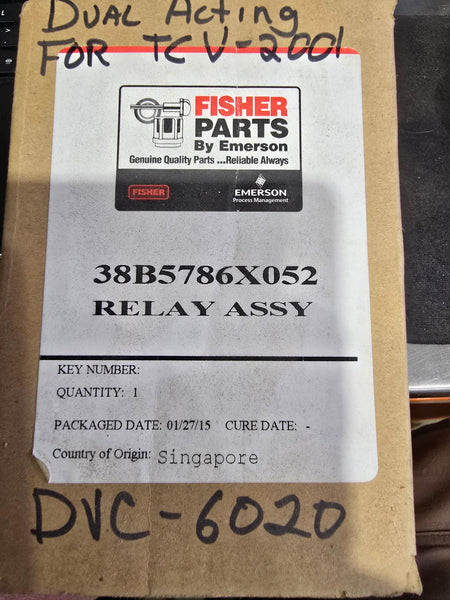 DUAL ACTING
FOR TCV-2001
FISHER
PARTS
By Emerson
Genuine Quality Parts ...Reliable Always
FISHER
EMERSON
Process Management
38B5786X052
RELAY ASSY
KEY NUMBER:
QUANTITY: 1
PACKAGED DATE: 01/27/15 CURE DATE: -
Country of Origin: Singapore
DVC-6020